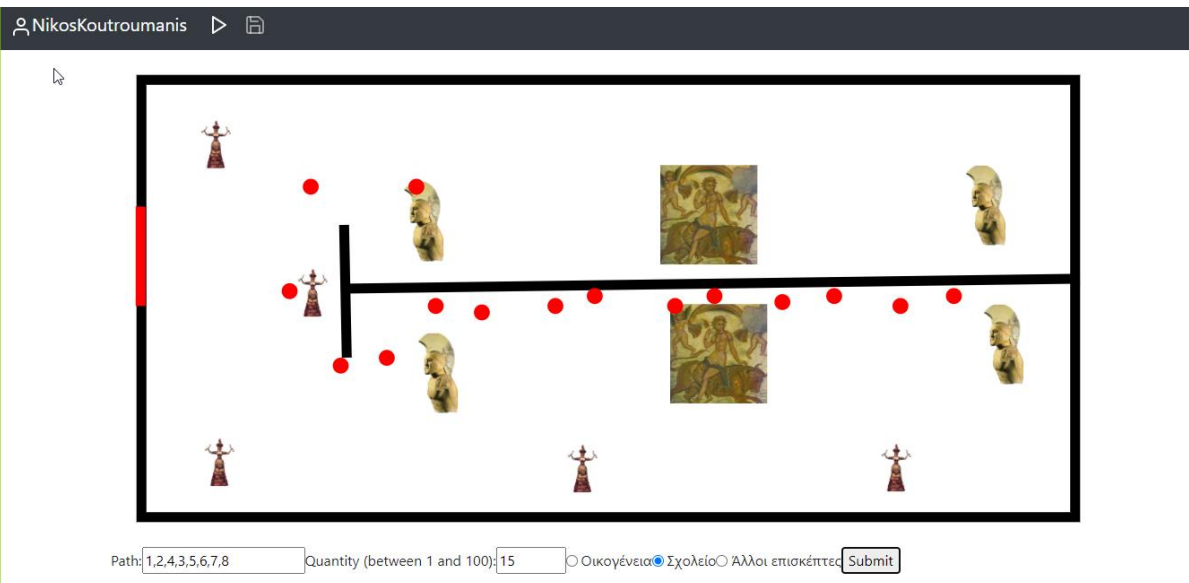 NikosKoutroumanis
Path: 1,2,4,3,5,6,7,8 Quantity (between 1 and 100): 15 Οικογένεια Σχολείο Άλλοι επισκέπτες Submit